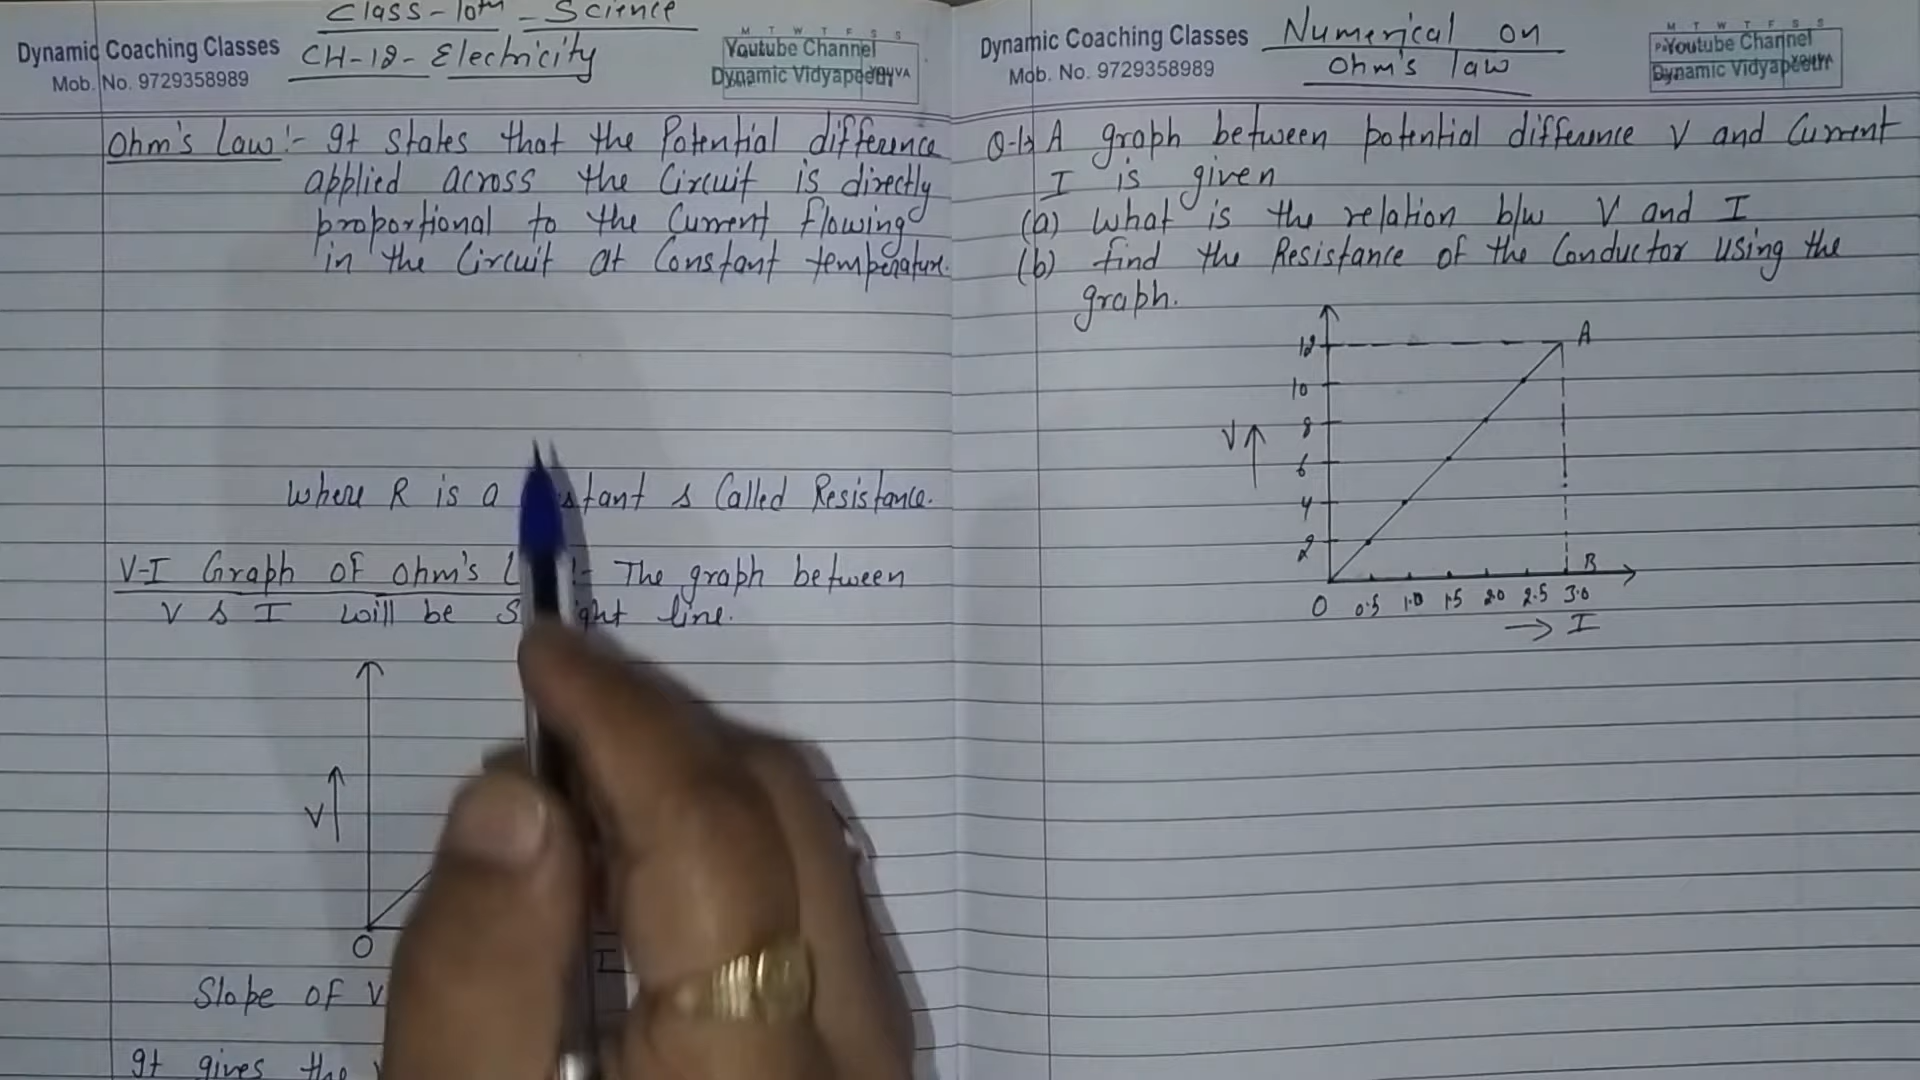 Class-10th - Science
CH-12- Electricity
Dynamic Coaching Classes
Mob. No. 9729358989
M T W T F S S
Youtube Channel
Dynamic Vidyapeeth
Ohm's Law:- It States that the Potential difference
applied across the Circuit is directly
proportional to the Current flowing
in the Circuit at Constant temperature.
where R is a & Called Resistance.
V-I Graph of Ohm's :- The graph between
V & I will be line.
V
O
I
Slope of V
It gives the
Dynamic Coaching Classes
Mob. No. 9729358989
Numerical on
Ohm's law
M T W T F S S
Youtube Channel
Dynamic Vidyapeeth
Q-1) A graph between potential difference V and Current
I is given
(a) What is the relation b/w V and I
(b) find the Resistance of the Conductor using the
graph.
A
12
10
8
V
6
4
2
B
0 0.5 1.0 1.5 2.0 2.5 3.0
I